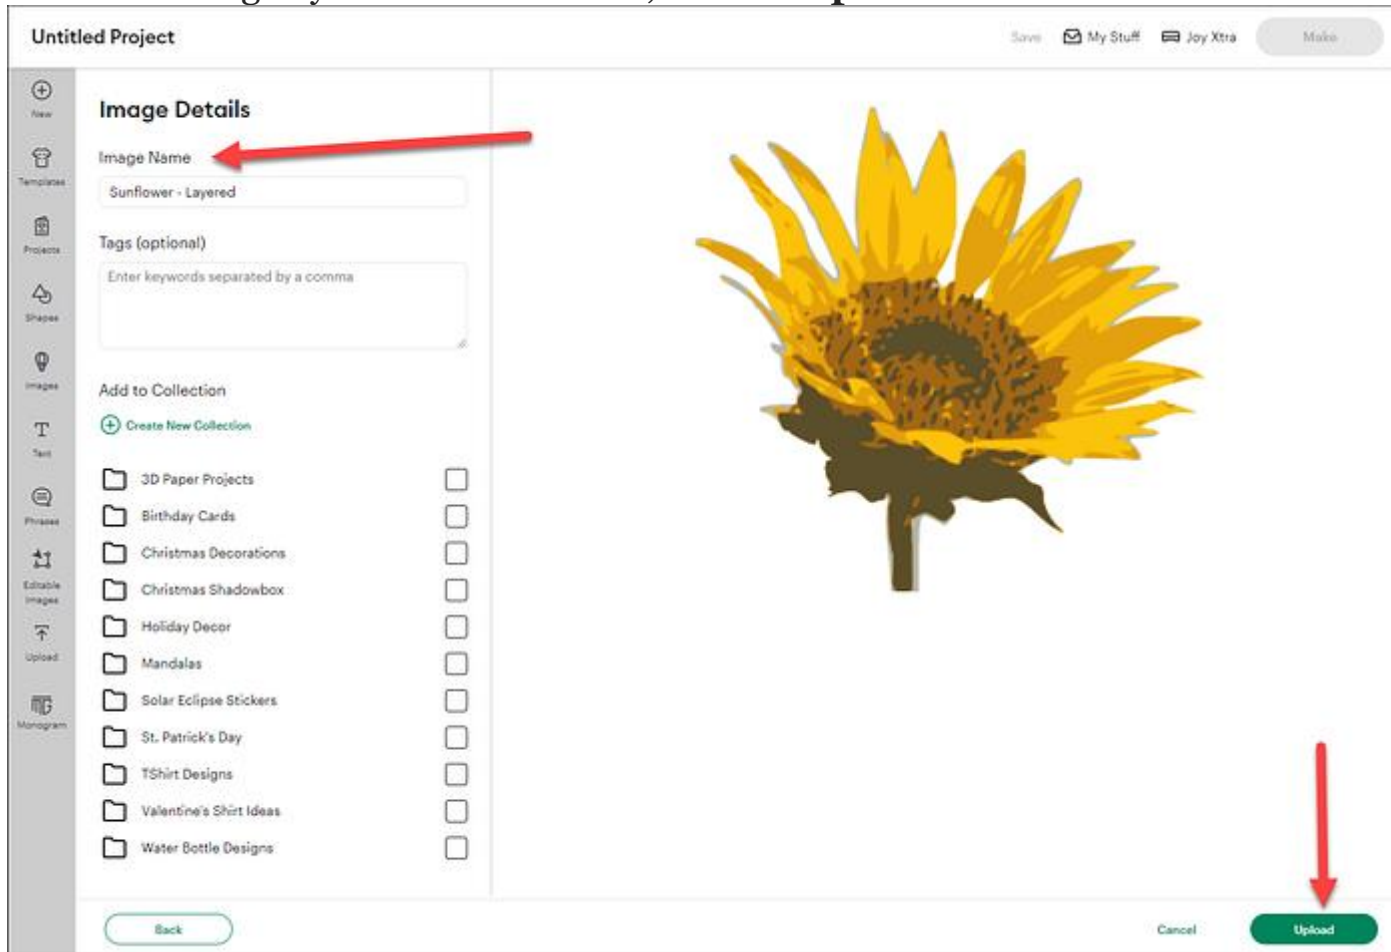 Untitled Project
Save
My Stuff
Joy Xtra
Make
New
Templates
Projects
Shapes
Images
Text
Phrases
Editable
Images
Upload
Monogram
Image Details
Image Name
Sunflower - Layered
Tags (optional)
Enter keywords separated by a comma
Add to Collection
Create New Collection
3D Paper Projects
Birthday Cards
Christmas Decorations
Christmas Shadowbox
Holiday Decor
Mandalas
Solar Eclipse Stickers
St. Patrick's Day
TShirt Designs
Valentine's Shirt Ideas
Water Bottle Designs
Back
Cancel
Upload